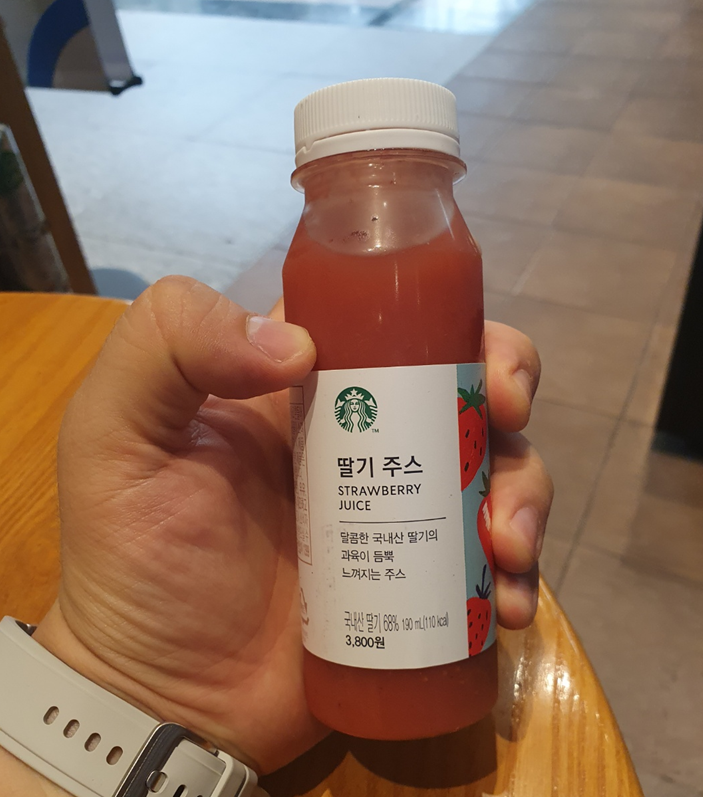 TM
딸기 주스
STRAWBERRY
JUICE
달콤한 국내산 딸기의
과육이 듬뿍
느껴지는 주스
국내산 딸기 68% 190 mL(110 kcal)
3,800원